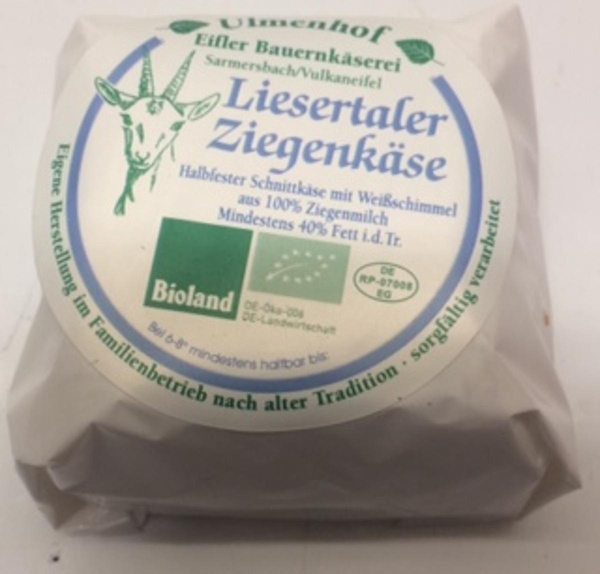 Ulmenhof
Eifler Bauernkäserei
Sarmersbach/Vulkaneifel
Liesertaler
Ziegenkäse
Halbfester Schnittkäse mit Weißschimmel
aus 100% Ziegenmilch
Mindestens 40% Fett i.d.Tr.
Bioland
DE-Öko-006
DE-Landwirtschaft
DE
RP-07008
EG
Bei 6-8° mindestens haltbar bis:
Eigene Herstellung im Familienbetrieb nach alter Tradition · sorgfältig verarbeitet